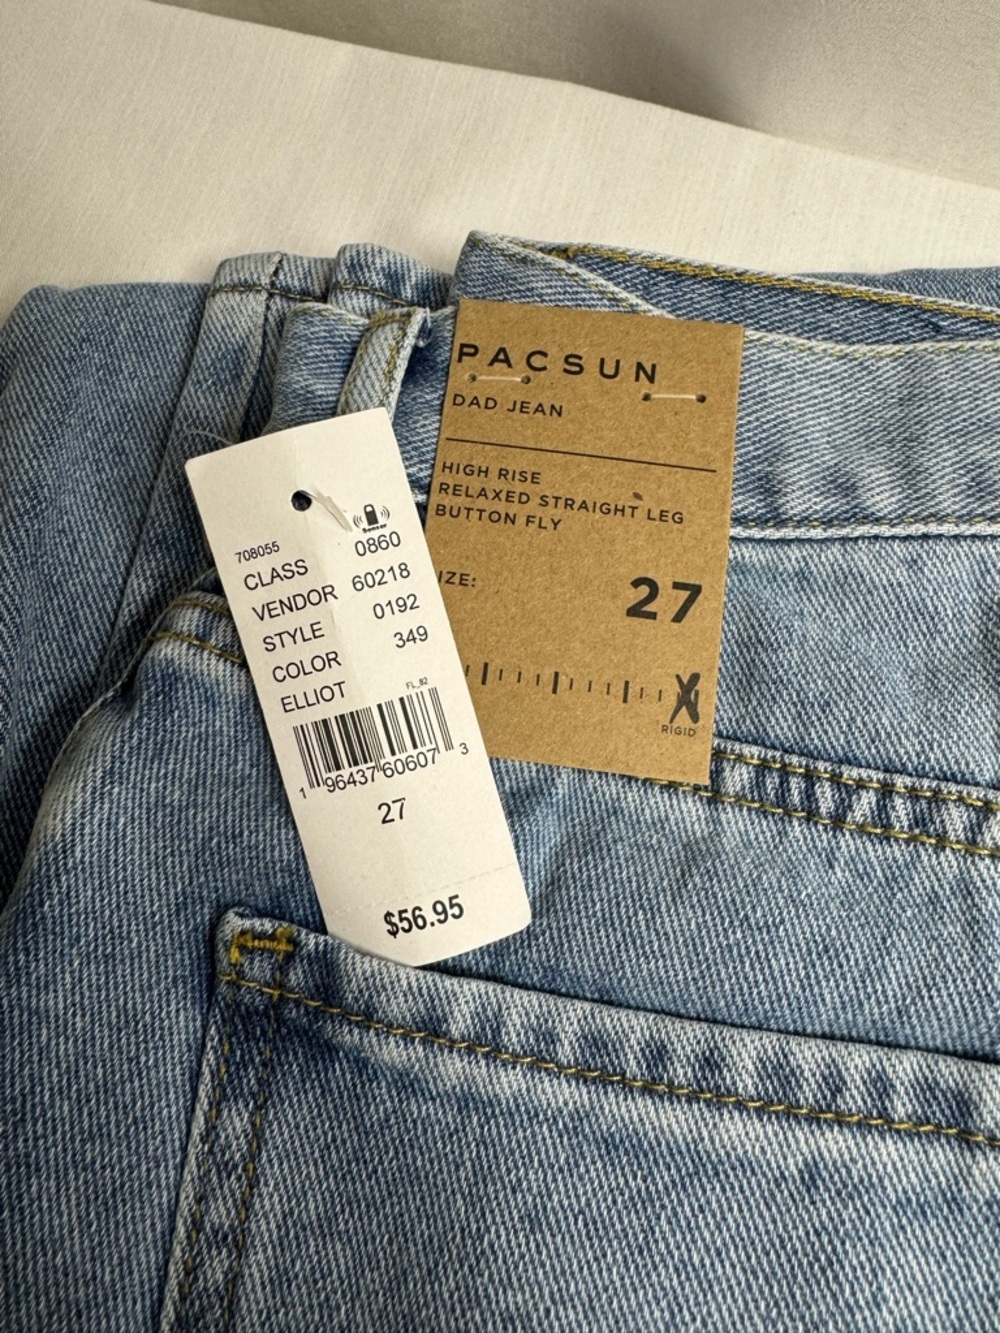 PACSUN
DAD JEAN
HIGH RISE
RELAXED STRAIGHT LEG
BUTTON FLY
IZE: 27
RIGID
Sensor
708055
CLASS 0860
VENDOR 60218
STYLE 0192
COLOR 349
ELLIOT
FL_82
1 96437 60607 3
27
$56.95